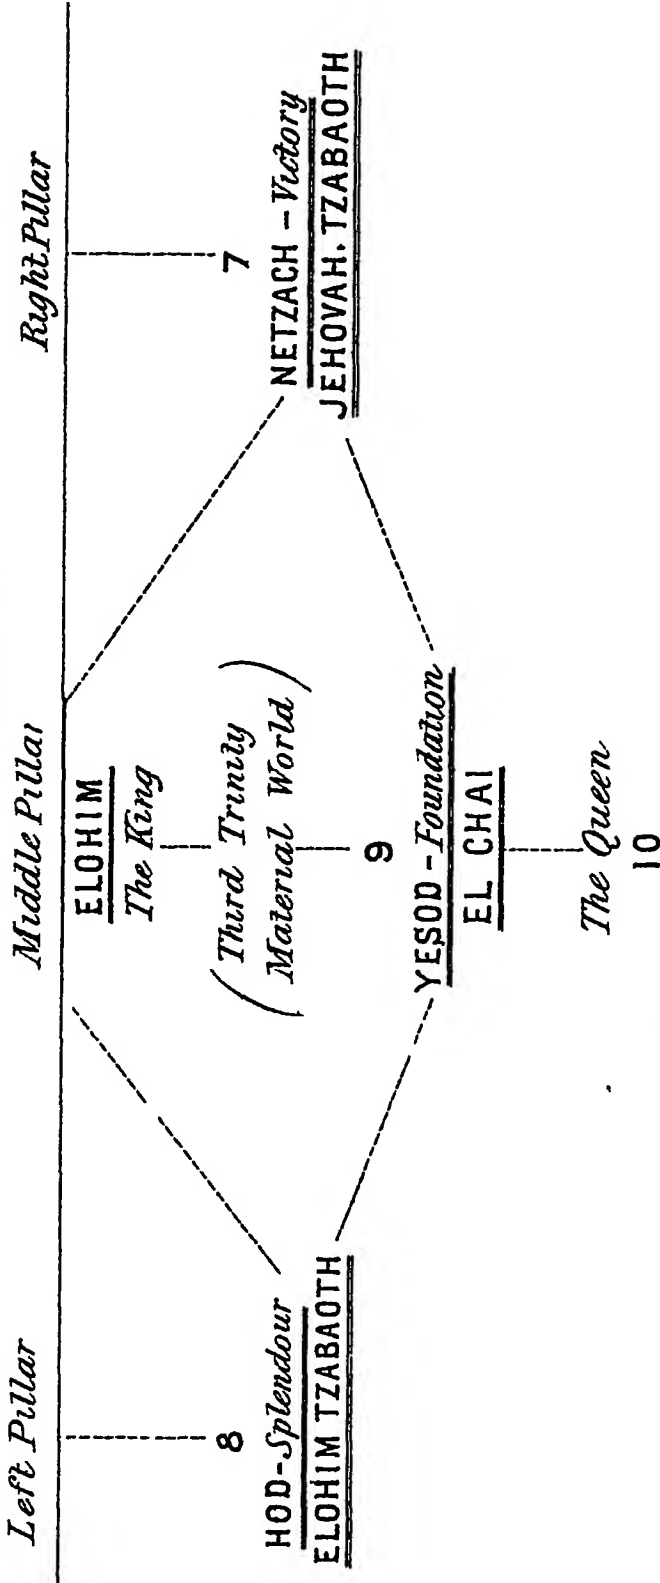 Left Pillar
Middle Pillar
Right Pillar
ELOHIM
The King
8
7
(Third Trinity
Material World)
HOD-Splendour
ELOHIM TZABAOTH
NETZACH - Victory
JEHOVAH. TZABAOTH
9
YESOD - Foundation
EL CHAI
The Queen
10